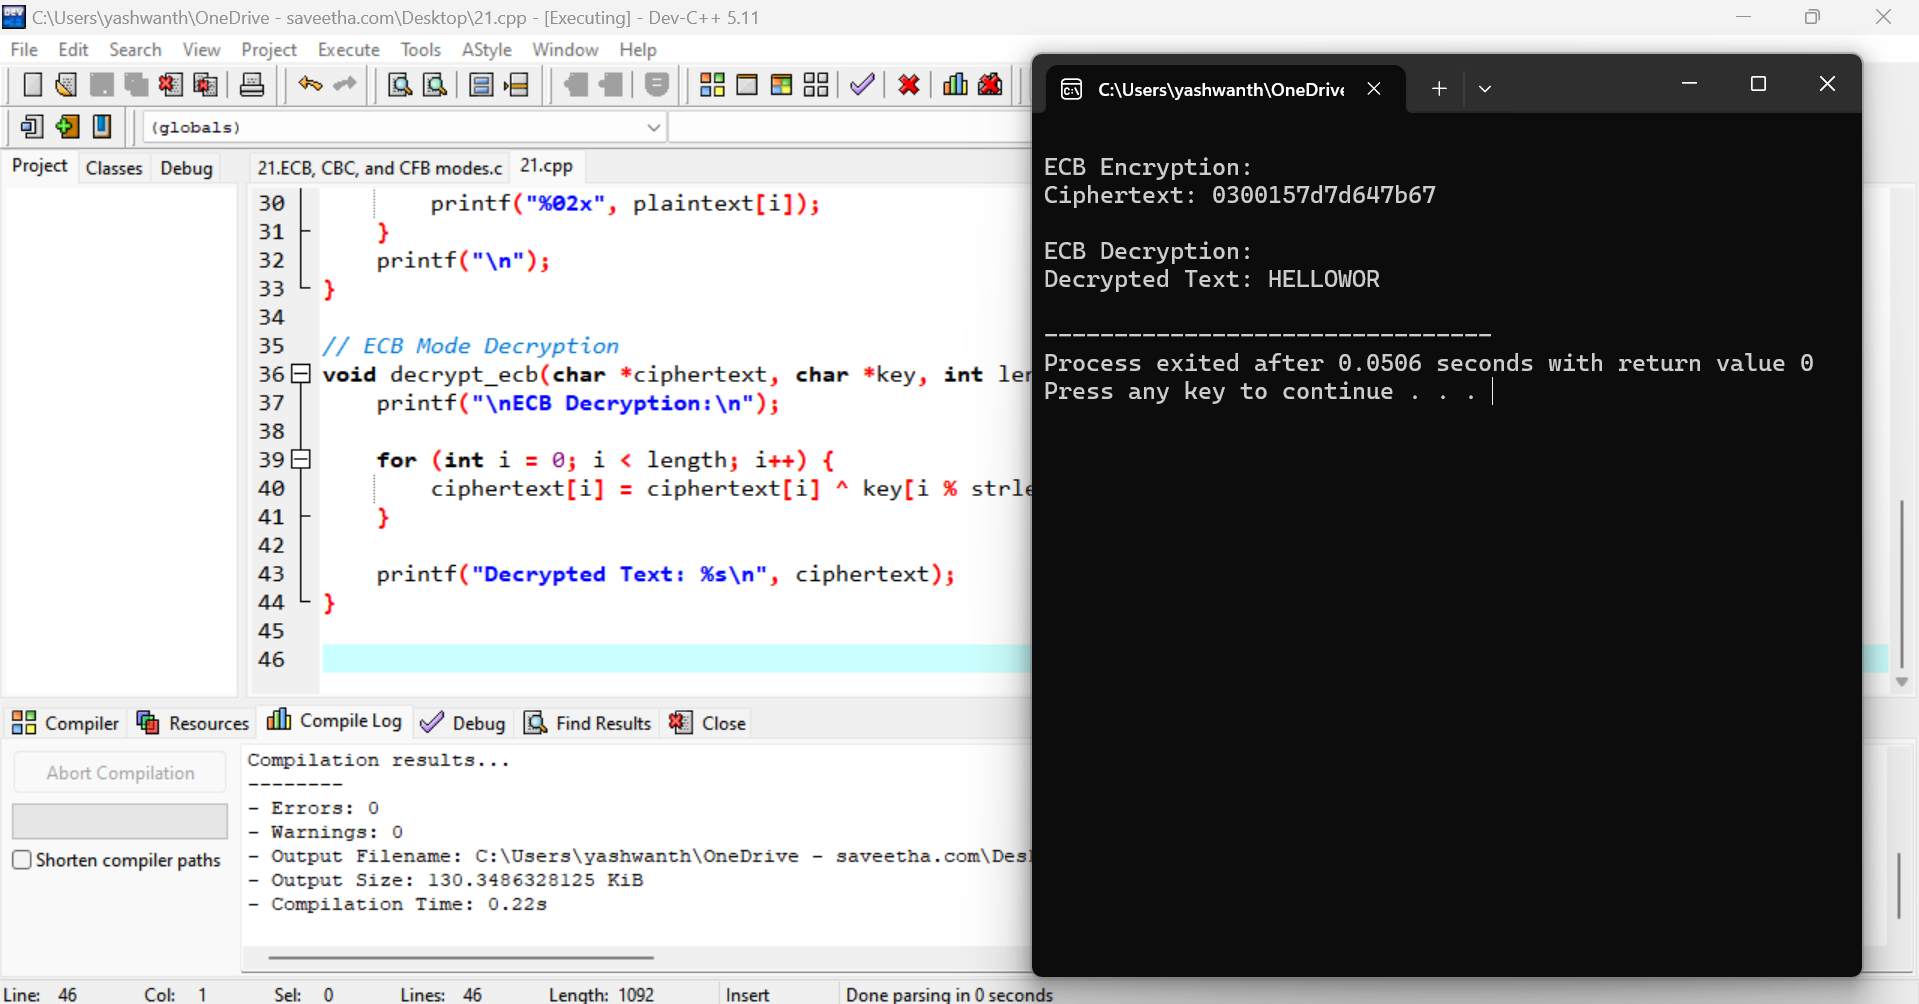 C:\Users\yashwanth\OneDrive - saveetha.com\Desktop\21.cpp - [Executing] - Dev-C++ 5.11
File Edit Search View Project Execute Tools AStyle Window Help
(globals)
Project Classes Debug
21.ECB, CBC, and CFB modes.c 21.cpp
30 printf("%02x", plaintext[i]);
31 }
32 printf("\n");
33 }
34
35 // ECB Mode Decryption
36 void decrypt_ecb(char *ciphertext, char *key, int ler
37 printf("\nECB Decryption:\n");
38
39 for (int i = 0; i < length; i++) {
40 ciphertext[i] = ciphertext[i] ^ key[i % strle
41 }
42
43 printf("Decrypted Text: %s\n", ciphertext);
44 }
45
46
C:\Users\yashwanth\OneDrive
ECB Encryption:
Ciphertext: 0300157d7d647b67
ECB Decryption:
Decrypted Text: HELLOWOR
--------------------------------
Process exited after 0.0506 seconds with return value 0
Press any key to continue . . .
Compiler Resources Compile Log Debug Find Results Close
Abort Compilation
Shorten compiler paths
Compilation results...
--------
- Errors: 0
- Warnings: 0
- Output Filename: C:\Users\yashwanth\OneDrive - saveetha.com\Des
- Output Size: 130.3486328125 KiB
- Compilation Time: 0.22s
Line: 46 Col: 1 Sel: 0 Lines: 46 Length: 1092 Insert Done parsing in 0 seconds